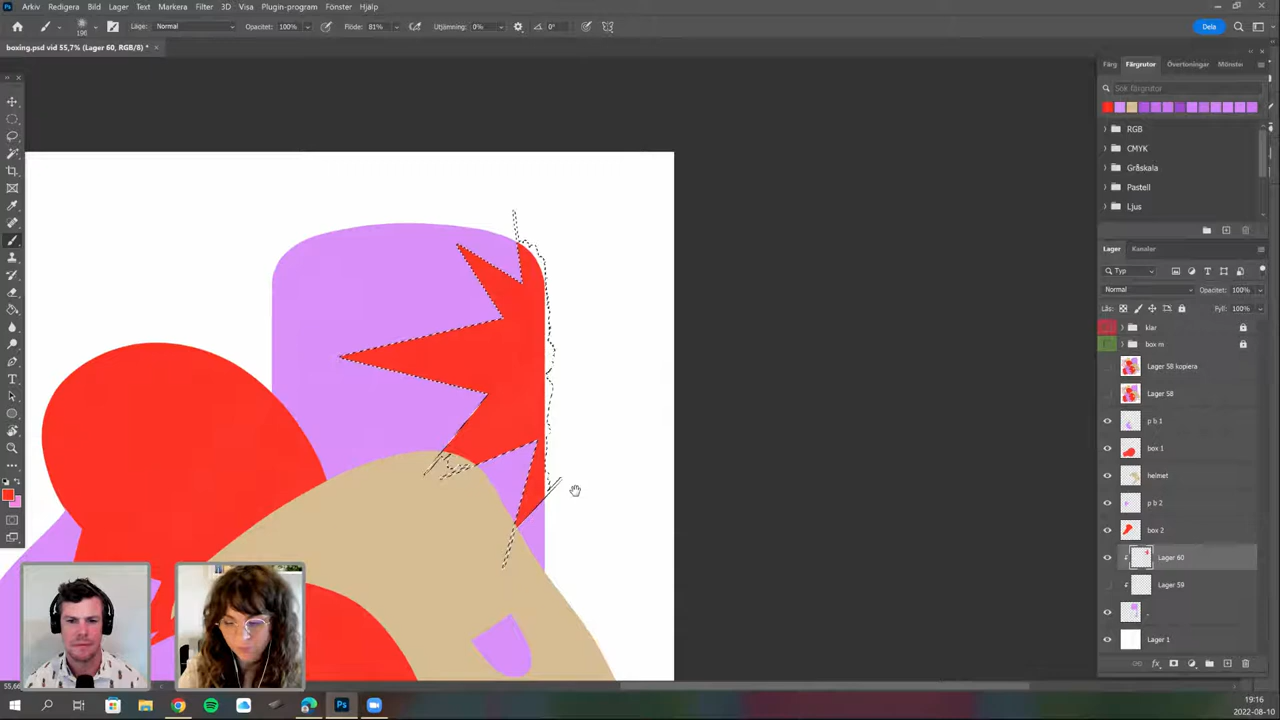 Arkiv Redigera Bild Lager Text Markera Filter 3D Visa Plugin-program Fönster Hjälp
196 Läge: Normal Opacitet: 100% Flöde: 81% Utjämning: 0% 0° Dela
boxing.psd vid 55,7% (Lager 60, RGB/8) *
Färg Färgrutor Övertoningar Mönster
Sök färgrutor
RGB
CMYK
Gråskala
Pastell
Ljus
Lager Kanaler
Typ
Normal Opacitet: 100%
Lås: Fyll: 100%
klar
box m
Lager 58 kopiera
Lager 58
p b 1
box 1
helmet
p b 2
box 2
Lager 60
Lager 59
Lager 1
19:16
2022-08-10